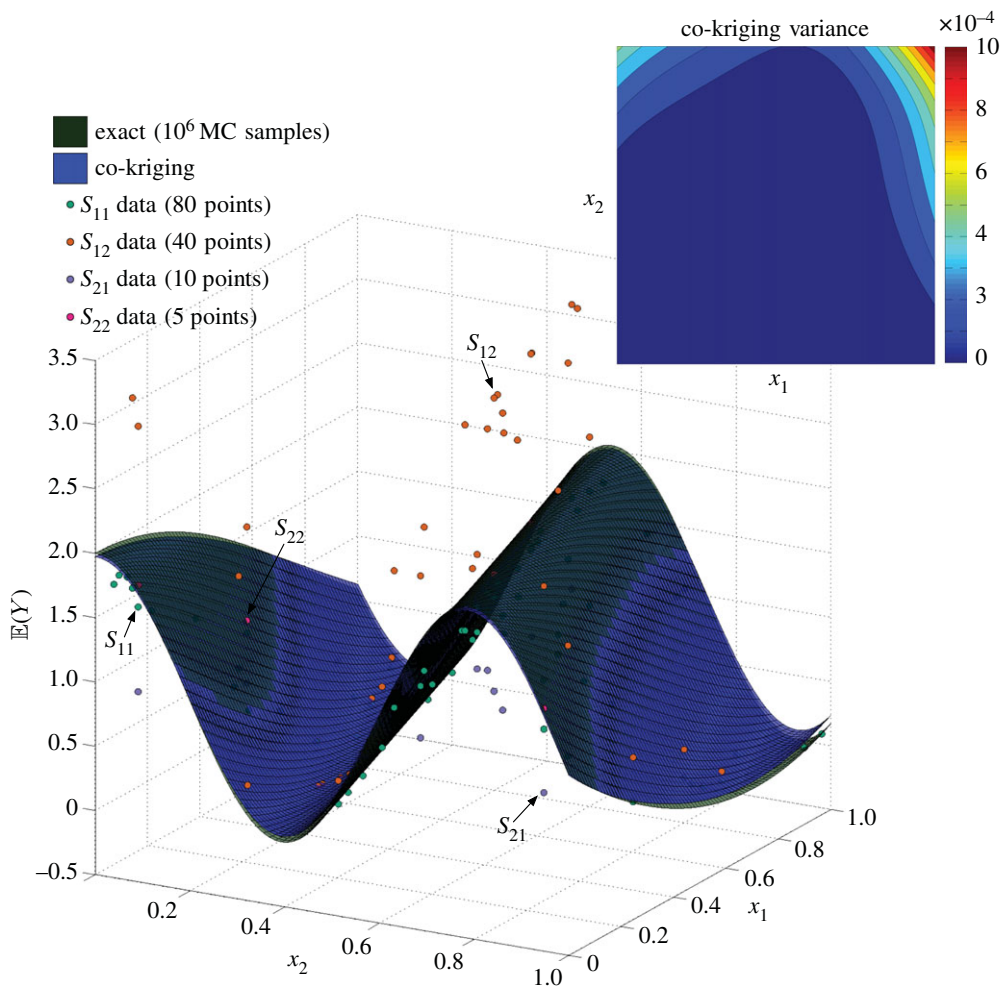 co-kriging variance
×10⁻⁴
10
8
6
4
3
0
x₂
x₁
exact (10⁶ MC samples)
co-kriging
S₁₁ data (80 points)
S₁₂ data (40 points)
S₂₁ data (10 points)
S₂₂ data (5 points)
3.5
3.0
2.5
2.0
1.5
1.0
0.5
0
–0.5
𝔼(Y)
S₁₂
S₂₂
S₁₁
S₂₁
0.2
0.4
0.6
0.8
1.0
x₂
0
0.2
0.4
0.6
0.8
1.0
x₁